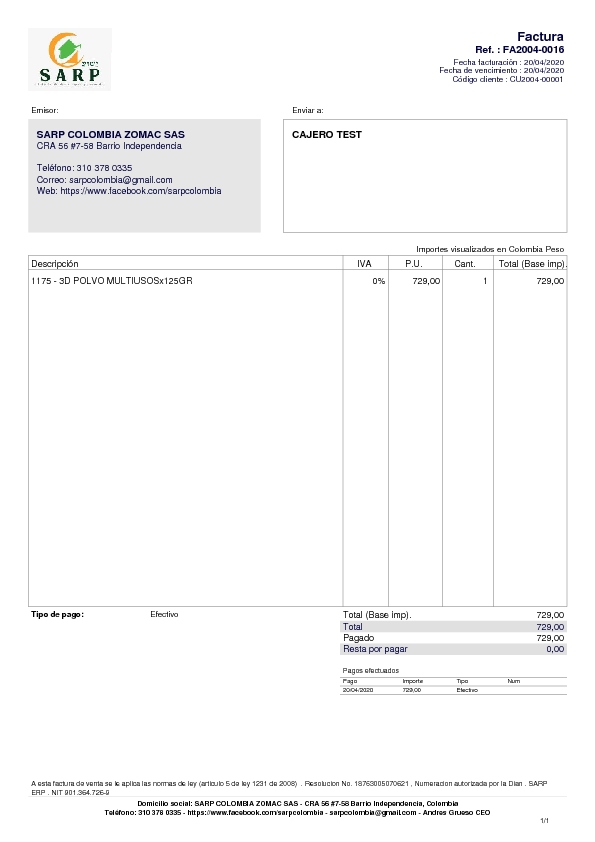 SARP
Factura
Ref. : FA2004-0016
Fecha facturación : 20/04/2020
Fecha de vencimiento : 20/04/2020
Código cliente : CU2004-00001
Emisor:
Enviar a:
SARP COLOMBIA ZOMAC SAS
CRA 56 #7-58 Barrio Independencia
Teléfono: 310 378 0335
Correo: sarpcolombia@gmail.com
Web: https://www.facebook.com/sarpcolombia
CAJERO TEST
Importes visualizados en Colombia Peso
Descripción IVA P.U. Cant. Total (Base imp).
1175 - 3D POLVO MULTIUSOSx125GR 0% 729,00 1 729,00
Tipo de pago: Efectivo
Total (Base imp). 729,00
Total 729,00
Pagado 729,00
Resta por pagar 0,00
Pagos efectuados
Pago Importe Tipo Num
20/04/2020 729,00 Efectivo
A esta factura de venta se le aplica las normas de ley (articulo 5 de ley 1231 de 2008) . Resolucion No. 18763005070621 , Numeracion autorizada por la Dian . SARP
ERP . NIT 901.364.726-9
Domicilio social: SARP COLOMBIA ZOMAC SAS - CRA 56 #7-58 Barrio Independencia, Colombia
Teléfono: 310 378 0335 - https://www.facebook.com/sarpcolombia - sarpcolombia@gmail.com - Andres Grueso CEO
1/1